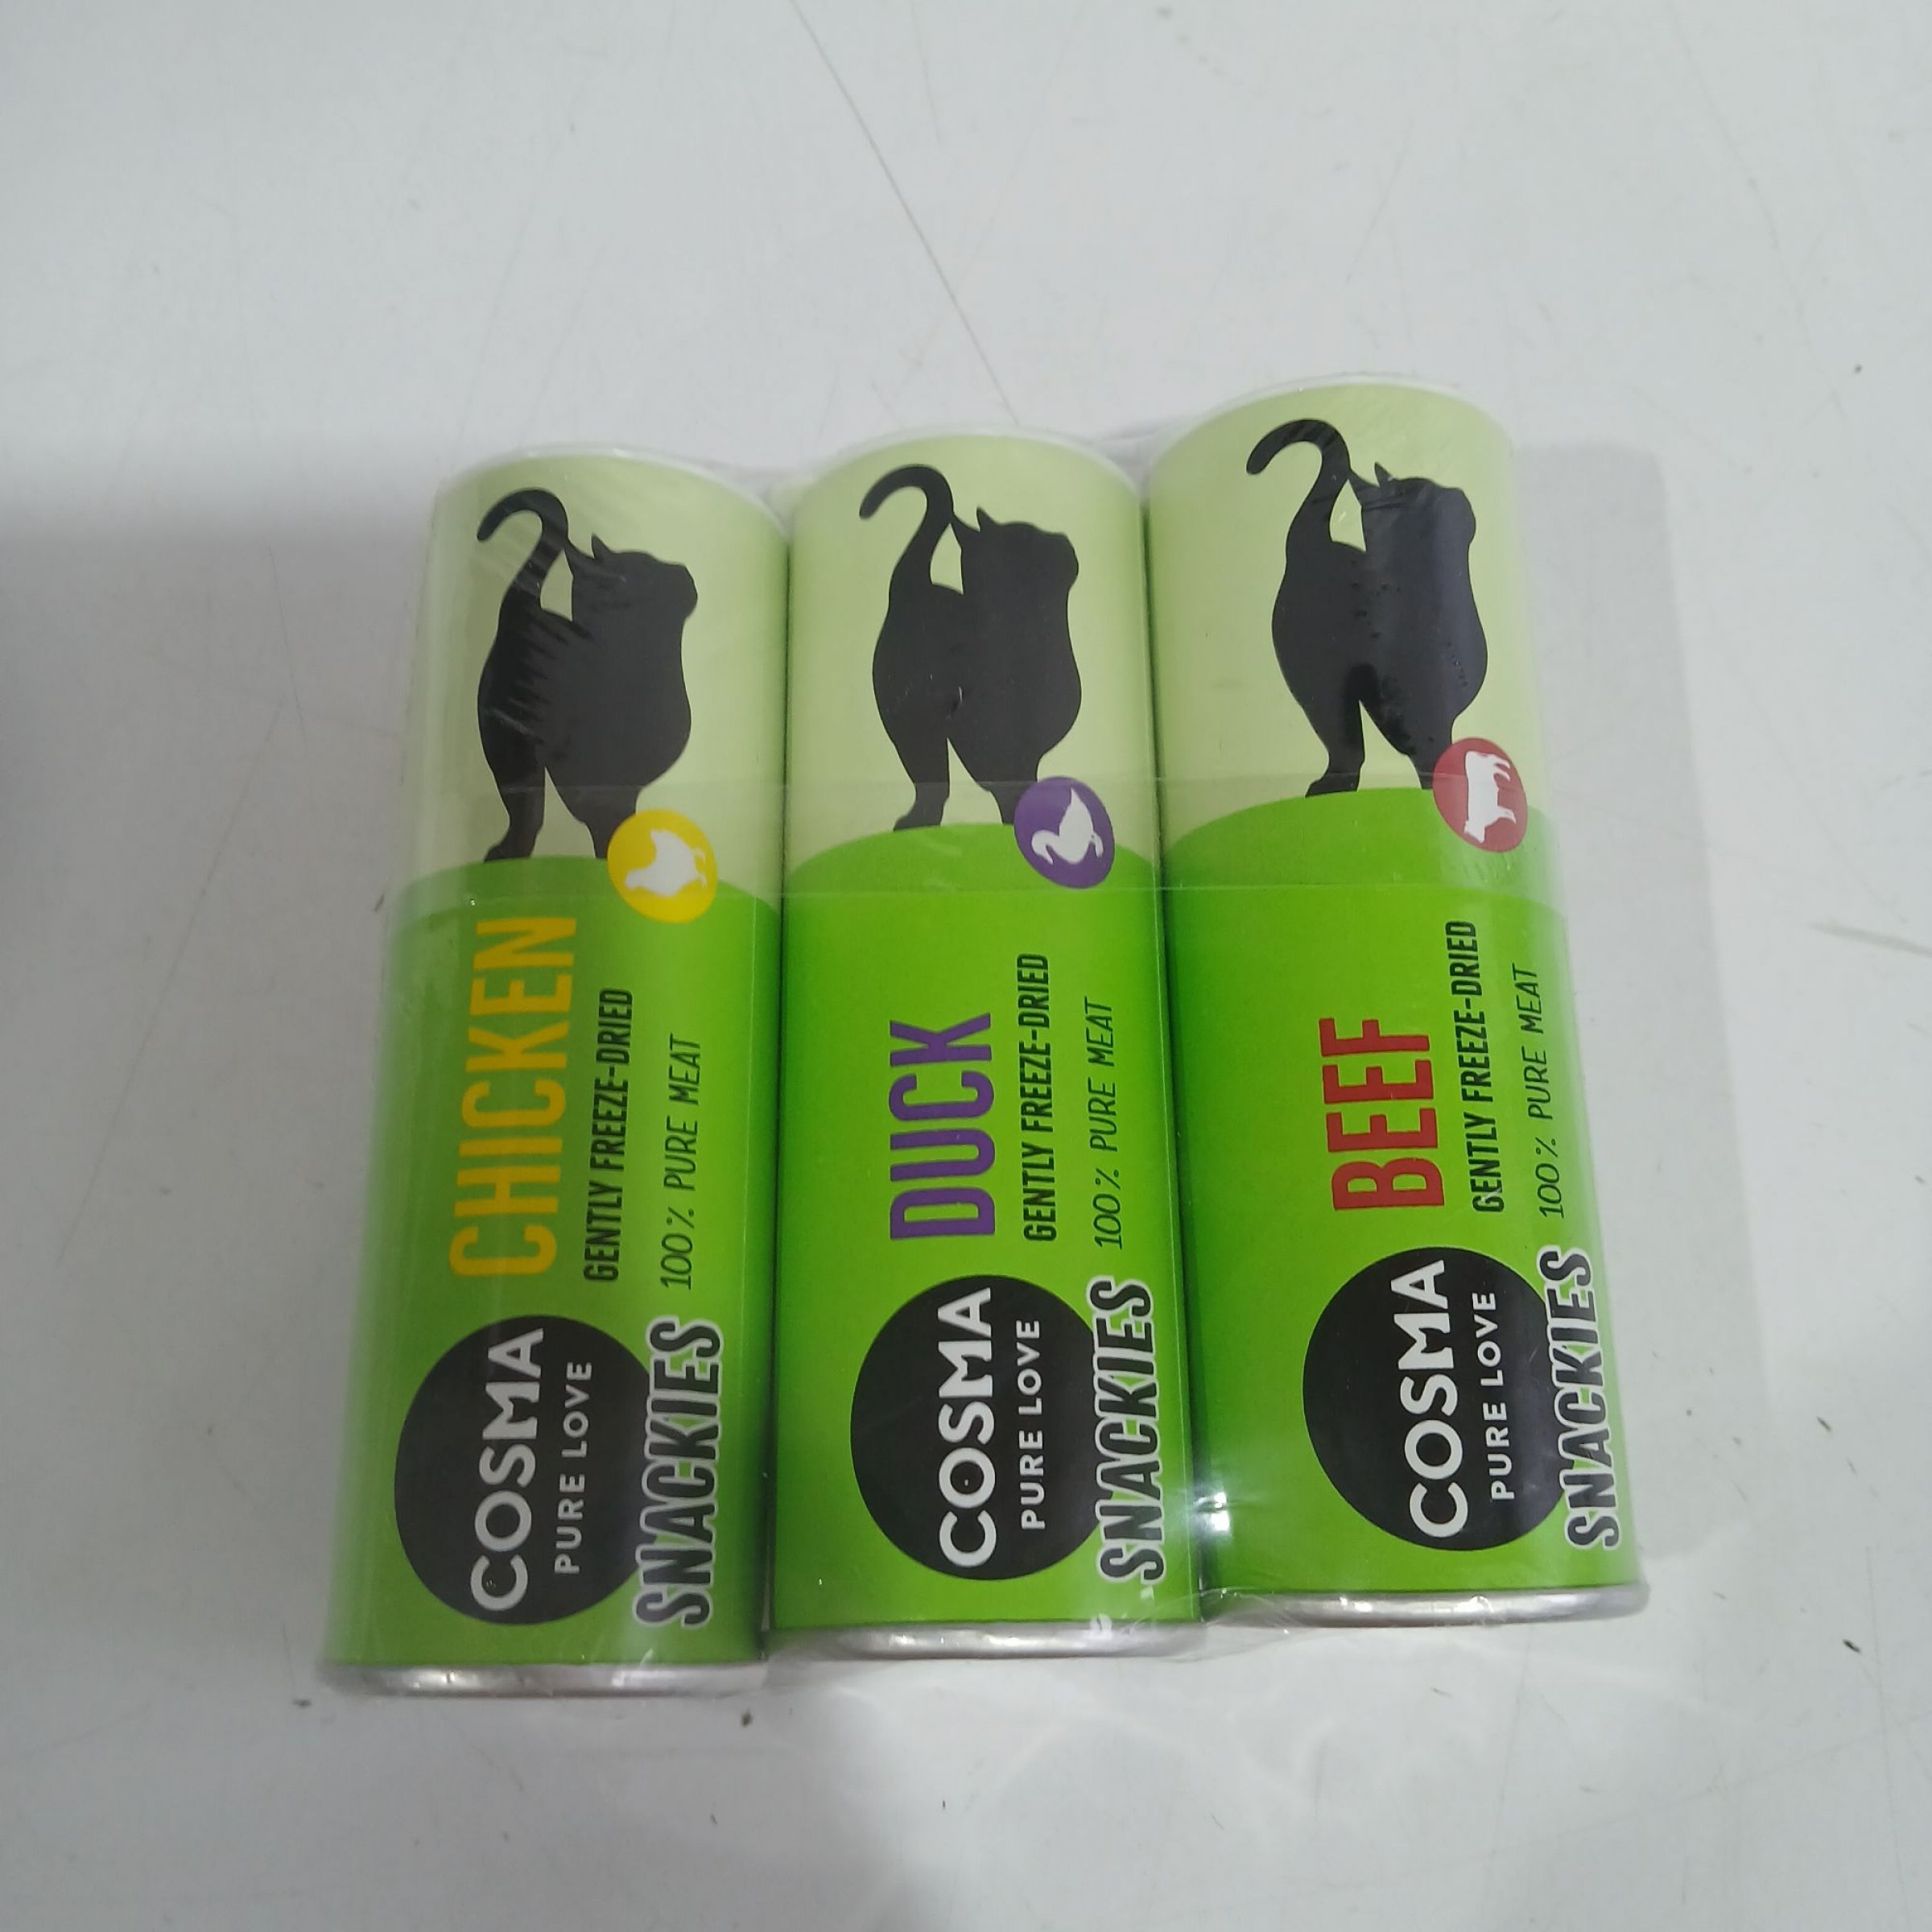 CHICKEN
GENTLY FREEZE-DRIED
100% PURE MEAT
COSMA
PURE LOVE
SNACKIES
DUCK
GENTLY FREEZE-DRIED
100% PURE MEAT
COSMA
PURE LOVE
SNACKIES
BEEF
GENTLY FREEZE-DRIED
100% PURE MEAT
COSMA
PURE LOVE
SNACKIES